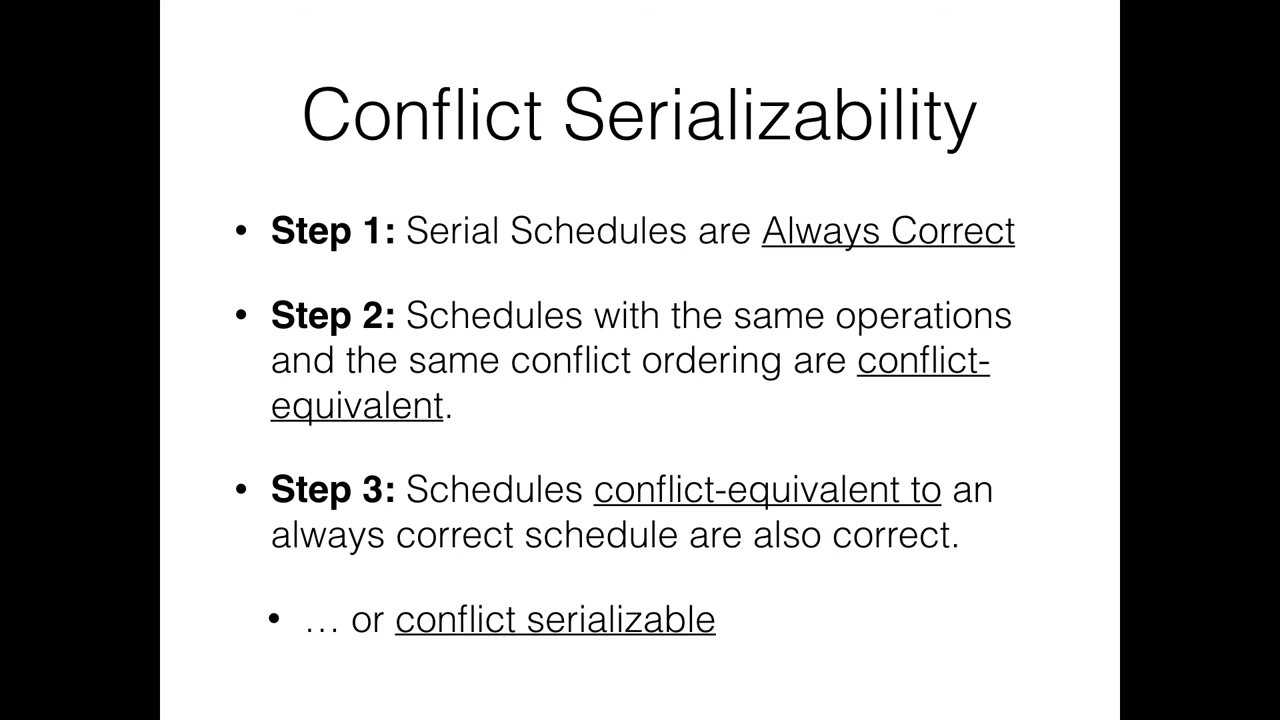 Conflict Serializability
• Step 1: Serial Schedules are Always Correct
• Step 2: Schedules with the same operations
and the same conflict ordering are conflict-
equivalent.
• Step 3: Schedules conflict-equivalent to an
always correct schedule are also correct.
• … or conflict serializable